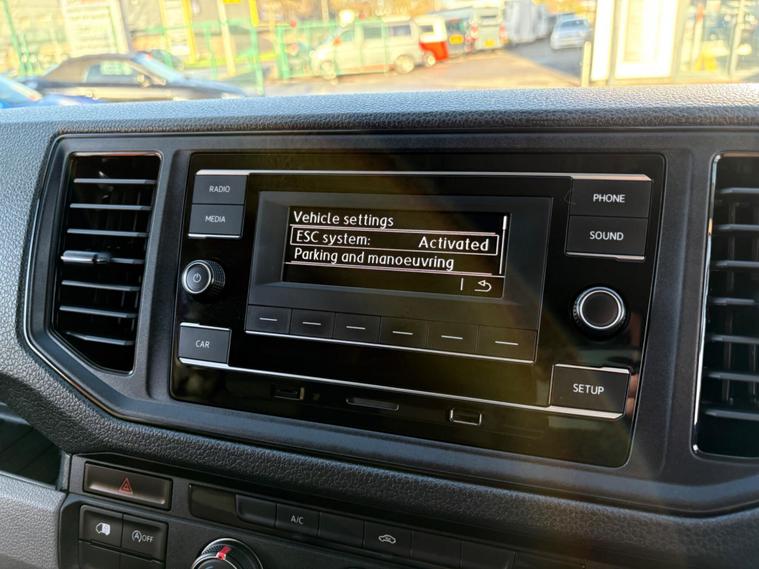 RADIO
MEDIA
PHONE
SOUND
Vehicle settings
ESC system: Activated
Parking and manoeuvring
CAR
SETUP
A/C
OFF